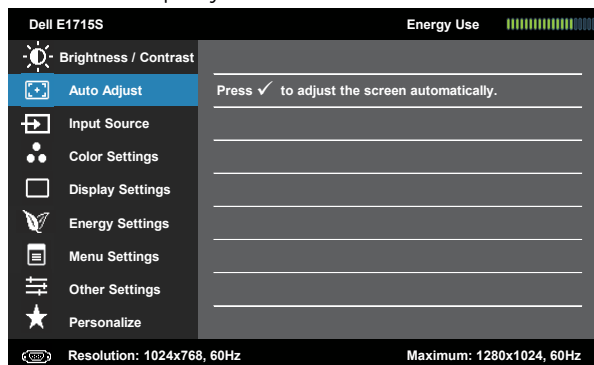 Dell E1715S Energy Use
Brightness / Contrast
Auto Adjust Press ✓ to adjust the screen automatically.
Input Source
Color Settings
Display Settings
Energy Settings
Menu Settings
Other Settings
Personalize
Resolution: 1024x768, 60Hz Maximum: 1280x1024, 60Hz